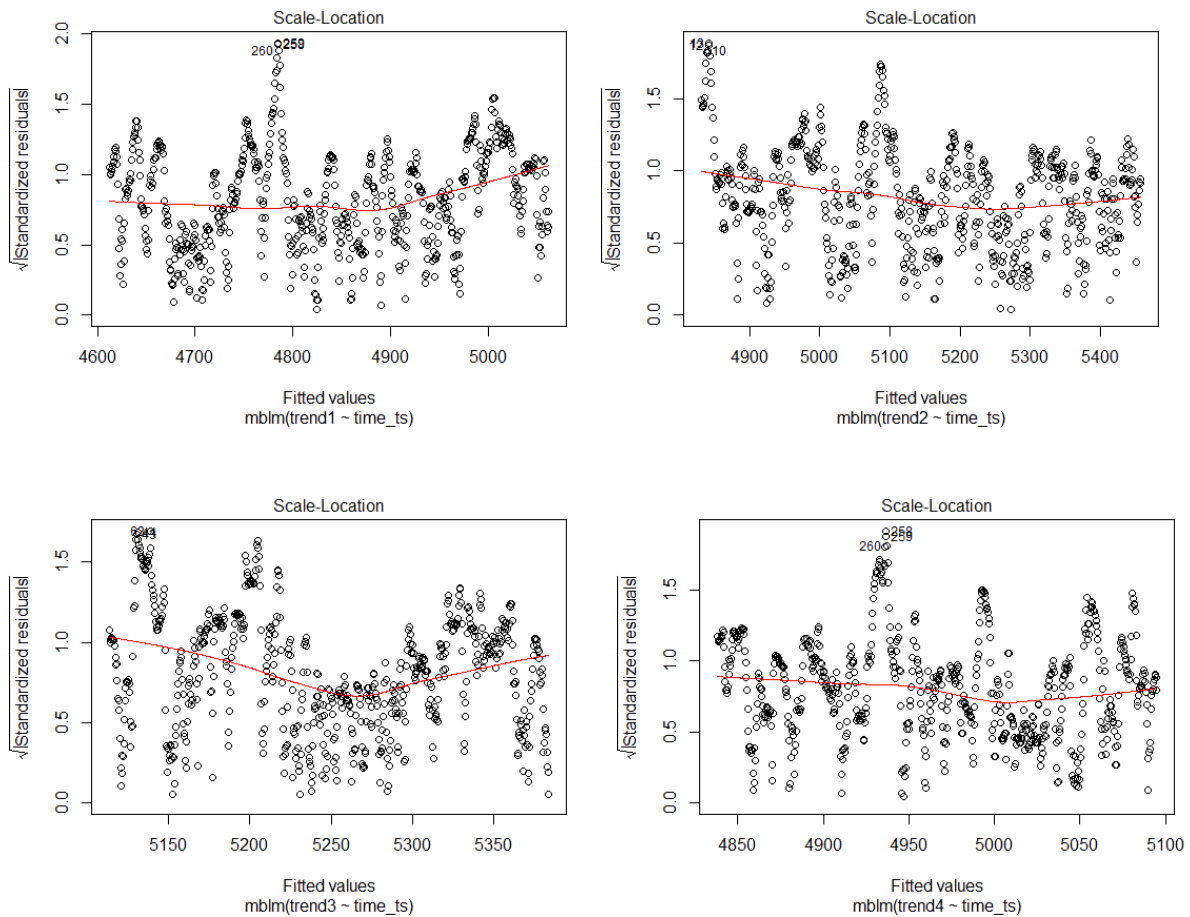 Scale-Location
√|Standardized residuals|
0.0 0.5 1.0 1.5 2.0
260 259
4600 4700 4800 4900 5000
Fitted values
mblm(trend1 ~ time_ts)
Scale-Location
√|Standardized residuals|
0.0 0.5 1.0 1.5
10
4900 5000 5100 5200 5300 5400
Fitted values
mblm(trend2 ~ time_ts)
Scale-Location
√|Standardized residuals|
0.0 0.5 1.0 1.5
5150 5200 5250 5300 5350
Fitted values
mblm(trend3 ~ time_ts)
Scale-Location
√|Standardized residuals|
0.0 0.5 1.0 1.5
258
260 259
4850 4900 4950 5000 5050 5100
Fitted values
mblm(trend4 ~ time_ts)